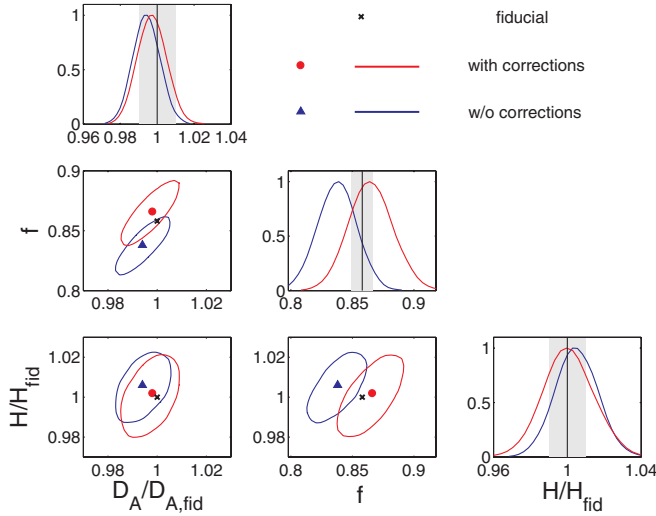 1
0.5
0
0.96 0.98 1 1.02 1.04
fiducial
with corrections
w/o corrections
f
0.9
0.85
0.8
0.98 1 1.02
1
0.5
0
0.8 0.85 0.9
H/H_fid
1.02
1
0.98
0.98 1 1.02
D_A/D_A,fid
1.02
1
0.98
0.8 0.85 0.9
f
1
0.5
0
0.96 1 1.04
H/H_fid